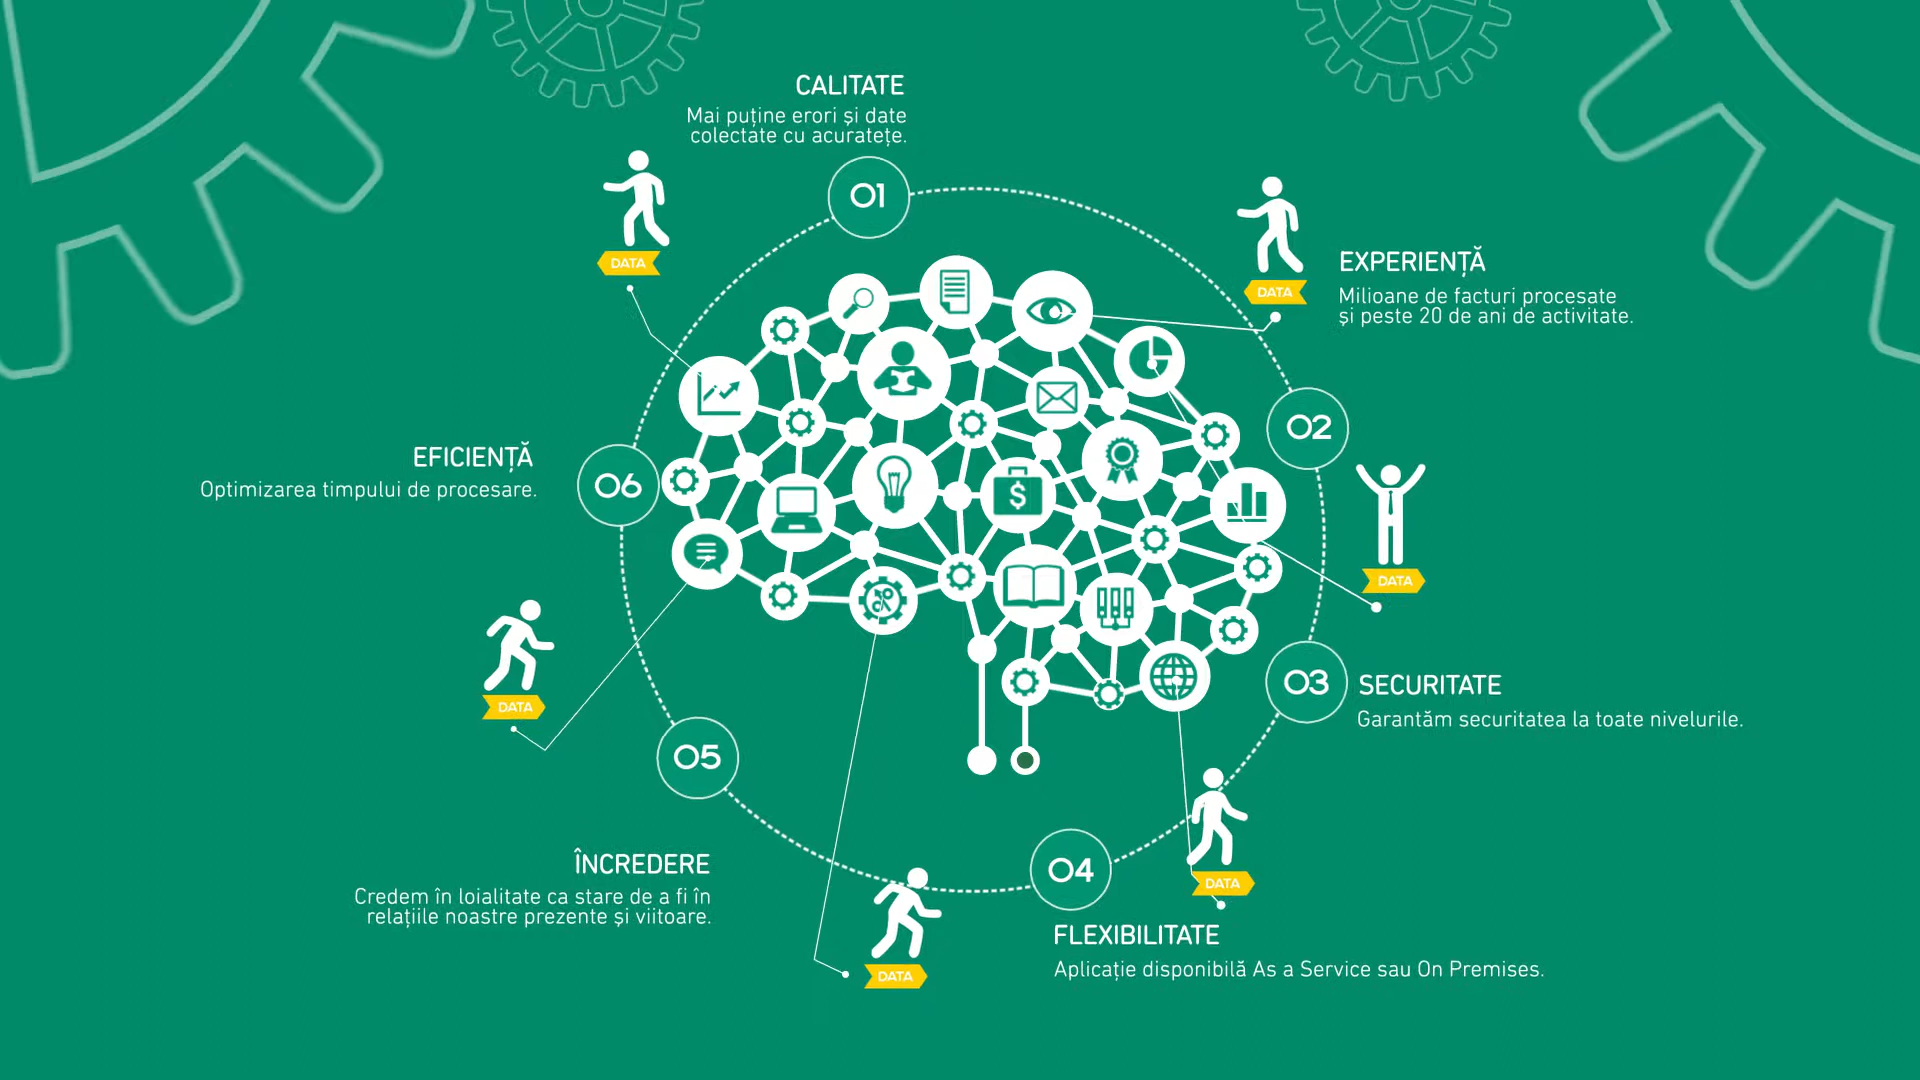 CALITATE
Mai puține erori și date
colectate cu acuratețe.
01
DATA
DATA
EXPERIENȚĂ
Milioane de facturi procesate
și peste 20 de ani de activitate.
02
EFICIENȚĂ
Optimizarea timpului de procesare.
06
$
DATA
03
SECURITATE
Garantăm securitatea la toate nivelurile.
DATA
05
ÎNCREDERE
Credem în loialitate ca stare de a fi în
relațiile noastre prezente și viitoare.
04
DATA
FLEXIBILITATE
Aplicație disponibilă As a Service sau On Premises.
DATA